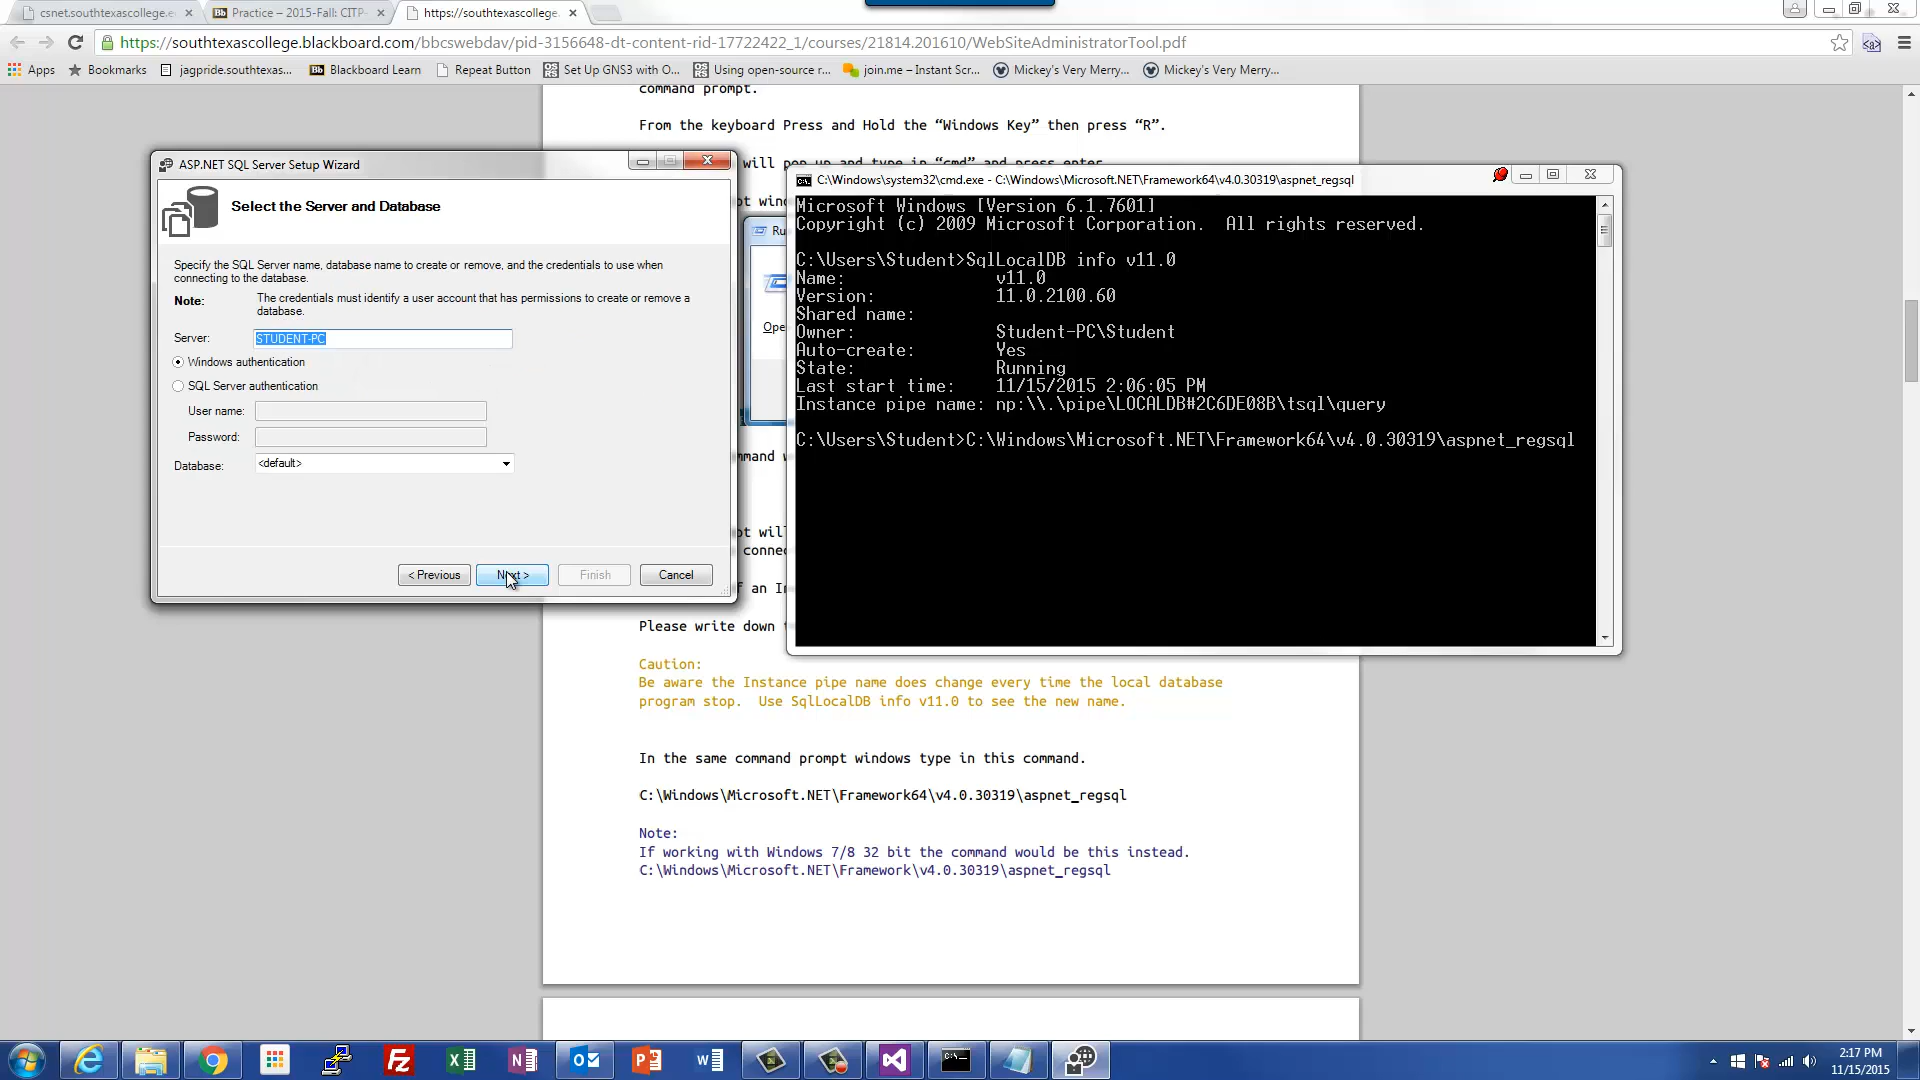 csnet.southtexascollege.e
Practice – 2015-Fall: CITP
https://southtexascollege.
https://southtexascollege.blackboard.com/bbcswebdav/pid-3156648-dt-content-rid-17722422_1/courses/21814.201610/WebSiteAdministratorTool.pdf
Apps
Bookmarks
jagpride.southtexas...
Blackboard Learn
Repeat Button
Set Up GNS3 with O...
Using open-source r...
join.me – Instant Scr...
Mickey's Very Merry...
Mickey's Very Merry...
command prompt.
From the keyboard Press and Hold the “Windows Key” then press “R”.
will pop up and type in “cmd” and press enter
ASP.NET SQL Server Setup Wizard
Select the Server and Database
Specify the SQL Server name, database name to create or remove, and the credentials to use when
connecting to the database.
Note:
The credentials must identify a user account that has permissions to create or remove a
database.
Server:
STUDENT-PC
Windows authentication
SQL Server authentication
User name:
Password:
Database:
<default>
< Previous
Next >
Finish
Cancel
C:\Windows\system32\cmd.exe - C:\Windows\Microsoft.NET\Framework64\v4.0.30319\aspnet_regsql
Microsoft Windows [Version 6.1.7601]
Copyright (c) 2009 Microsoft Corporation.  All rights reserved.
C:\Users\Student>SqlLocalDB info v11.0
Name:               v11.0
Version:            11.0.2100.60
Shared name:
Owner:              Student-PC\Student
Auto-create:        Yes
State:              Running
Last start time:    11/15/2015 2:06:05 PM
Instance pipe name: np:\\.\pipe\LOCALDB#2C6DE08B\tsql\query
C:\Users\Student>C:\Windows\Microsoft.NET\Framework64\v4.0.30319\aspnet_regsql
Please write down
Caution:
Be aware the Instance pipe name does change every time the local database
program stop.  Use SqlLocalDB info v11.0 to see the new name.
In the same command prompt windows type in this command.
C:\Windows\Microsoft.NET\Framework64\v4.0.30319\aspnet_regsql
Note:
If working with Windows 7/8 32 bit the command would be this instead.
C:\Windows\Microsoft.NET\Framework\v4.0.30319\aspnet_regsql
2:17 PM
11/15/2015